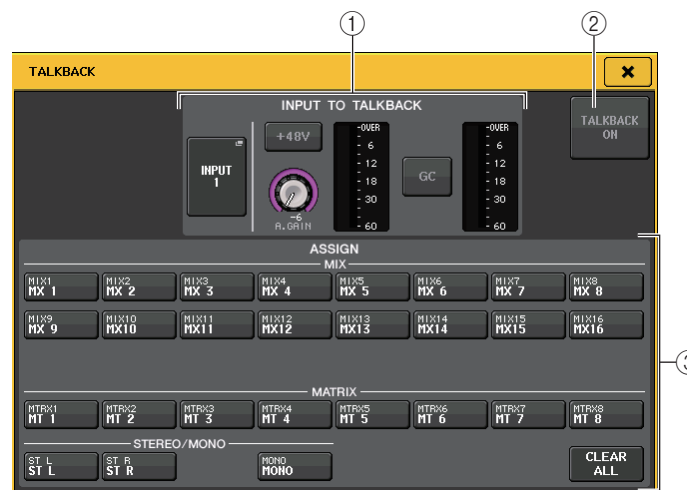 ① ②
TALKBACK ×
INPUT TO TALKBACK
TALKBACK
ON
+48V
INPUT
1
GC
-OVER
- 6
- 12
- 18
- 30
- 60
-OVER
- 6
- 12
- 18
- 30
- 60
-6
A.GAIN
ASSIGN
MIX
MIX1 MIX2 MIX3 MIX4 MIX5 MIX6 MIX7 MIX8
MX 1 MX 2 MX 3 MX 4 MX 5 MX 6 MX 7 MX 8
MIX9 MIX10 MIX11 MIX12 MIX13 MIX14 MIX15 MIX16
MX 9 MX10 MX11 MX12 MX13 MX14 MX15 MX16
③
MATRIX
MTRX1 MTRX2 MTRX3 MTRX4 MTRX5 MTRX6 MTRX7 MTRX8
MT 1 MT 2 MT 3 MT 4 MT 5 MT 6 MT 7 MT 8
STEREO/MONO
ST L ST R MONO
ST L ST R MONO
CLEAR
ALL